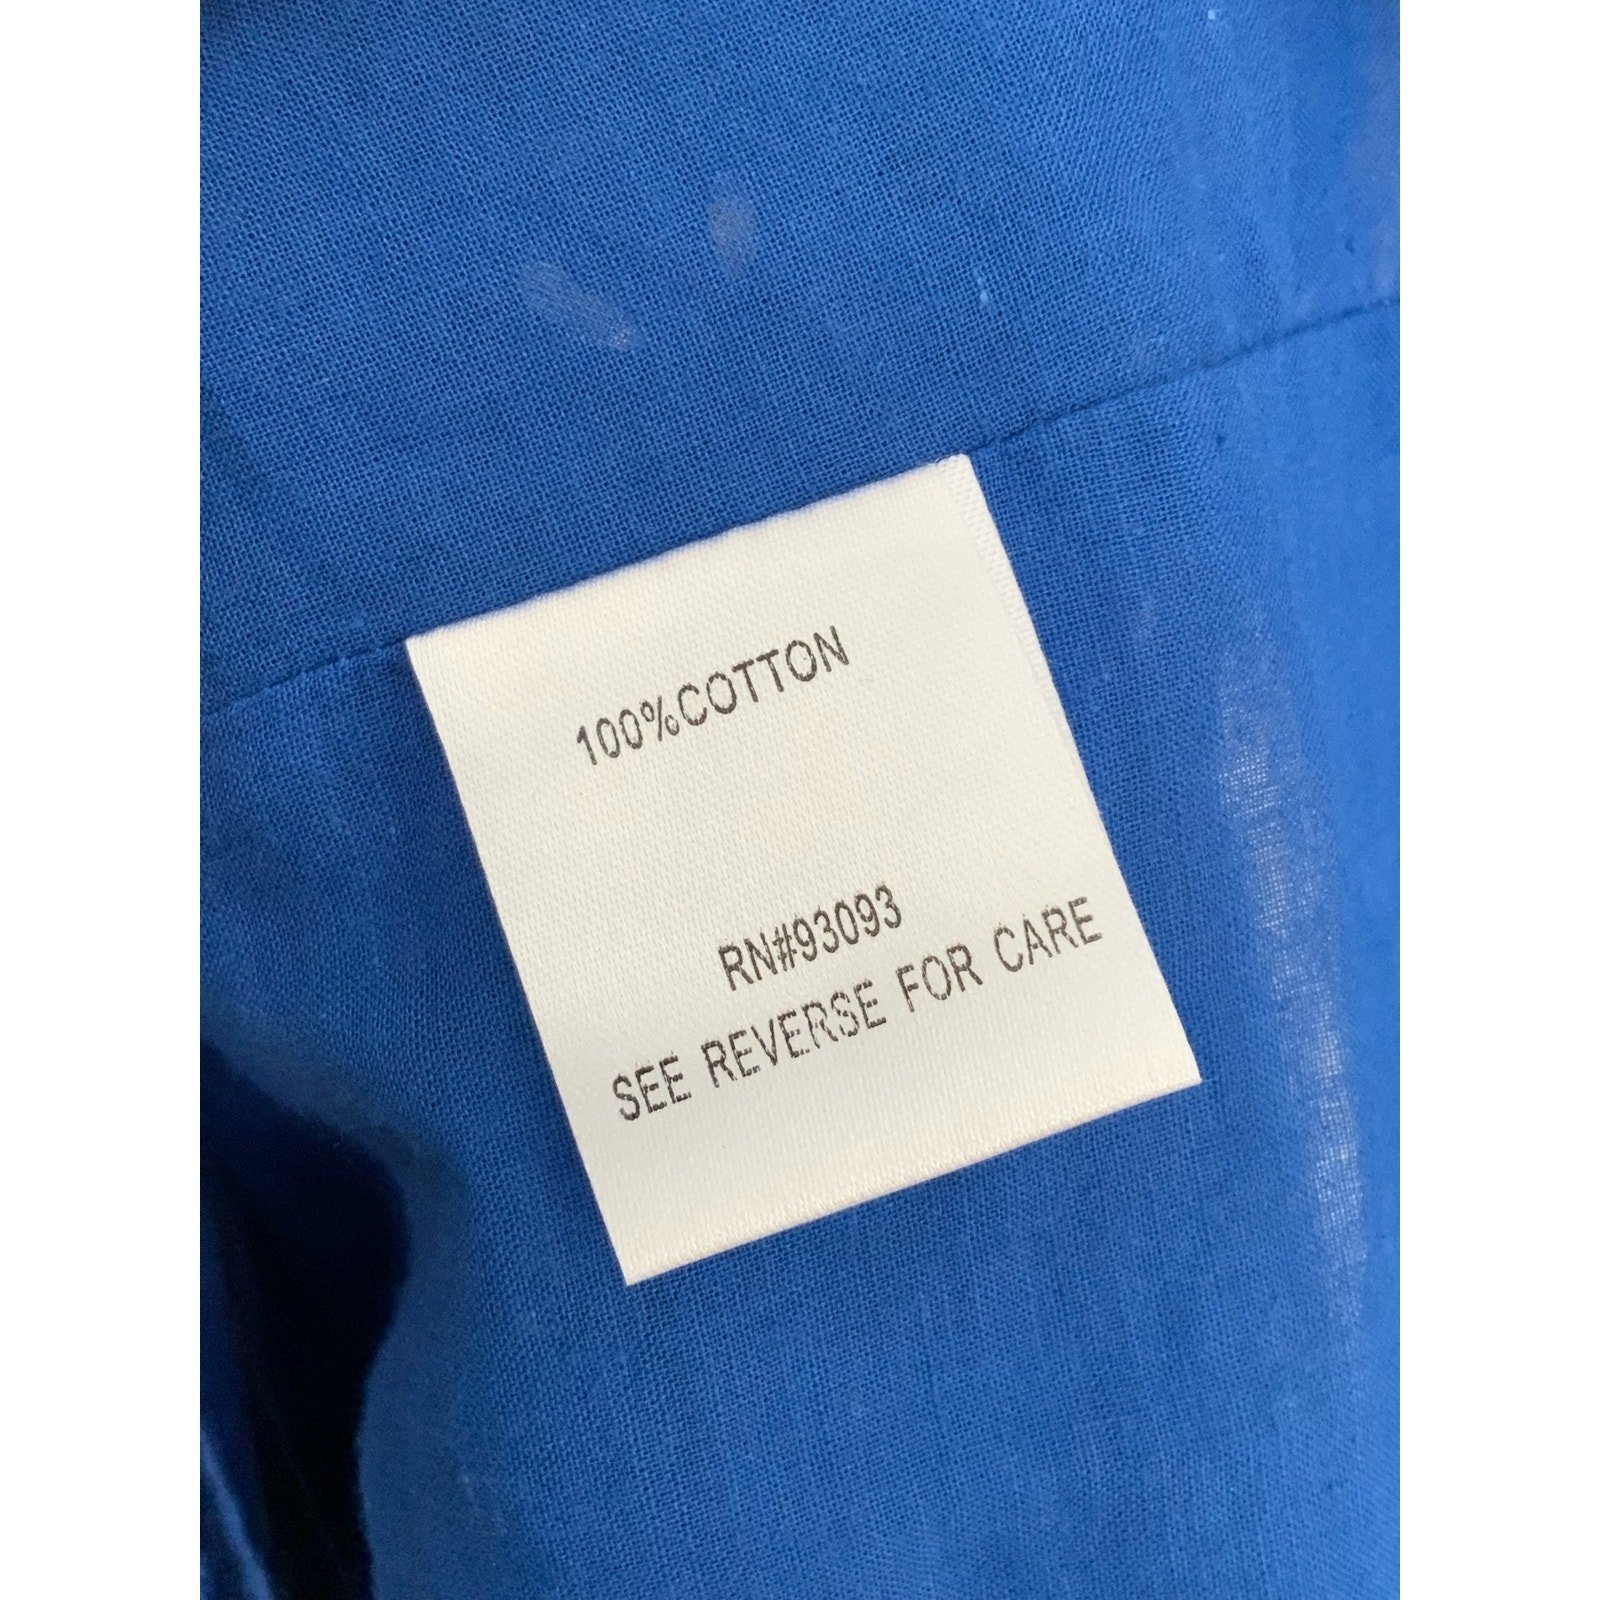 100%COTTON
RN#93093
SEE REVERSE FOR CARE